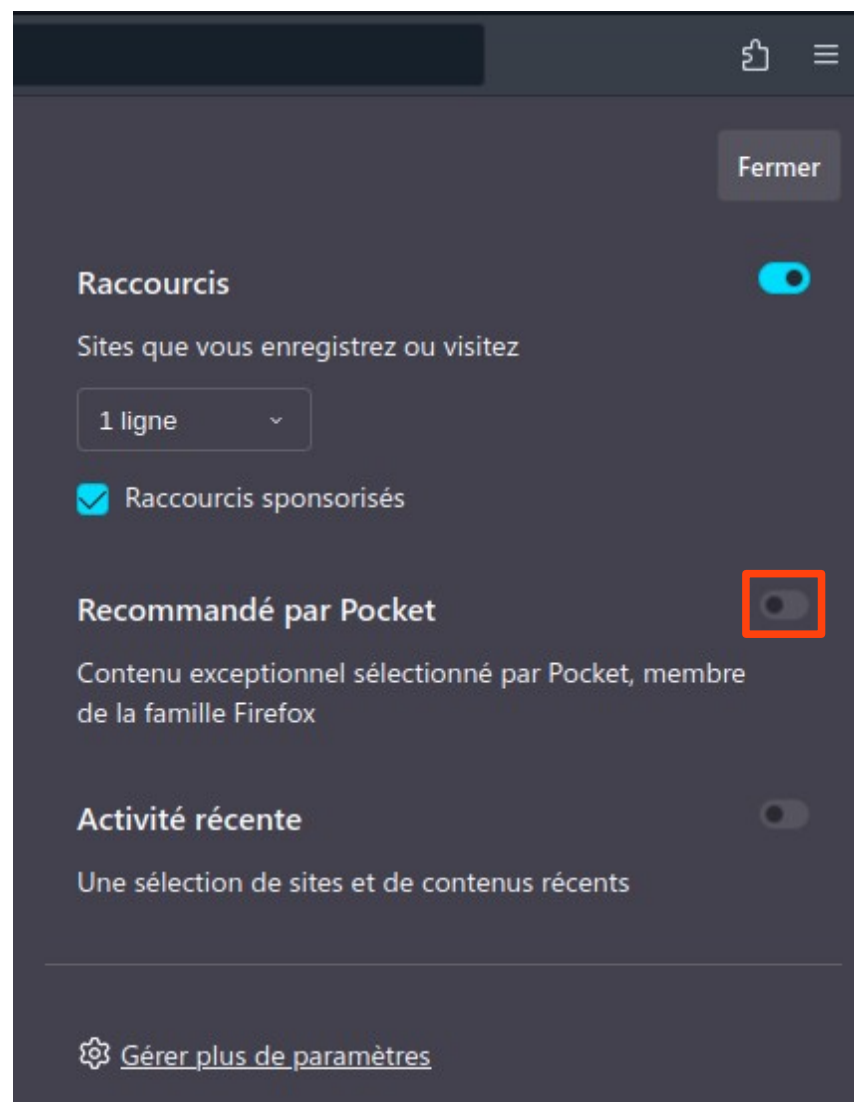 Fermer
Raccourcis
Sites que vous enregistrez ou visitez
1 ligne
Raccourcis sponsorisés
Recommandé par Pocket
Contenu exceptionnel sélectionné par Pocket, membre
de la famille Firefox
Activité récente
Une sélection de sites et de contenus récents
Gérer plus de paramètres